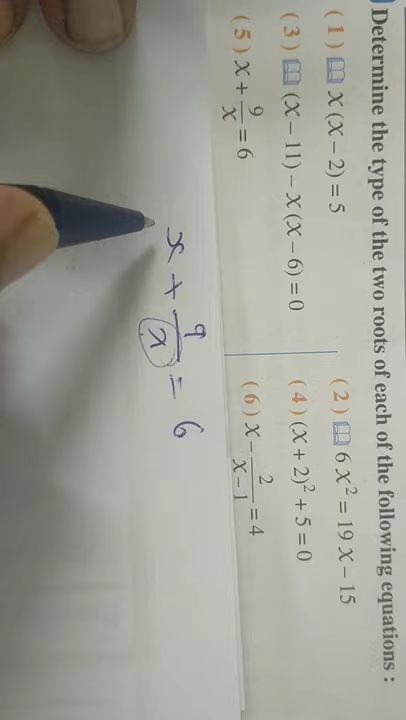 Determine the type of the two roots of each of the following equations :
(1) x (x − 2) = 5
(2) 6 x² = 19 x − 15
(3) (x − 11) − x (x − 6) = 0
(4) (x + 2)² + 5 = 0
(5) x + 9/x = 6
(6) x − 2/(x − 1) = 4
x + 9/x = 6